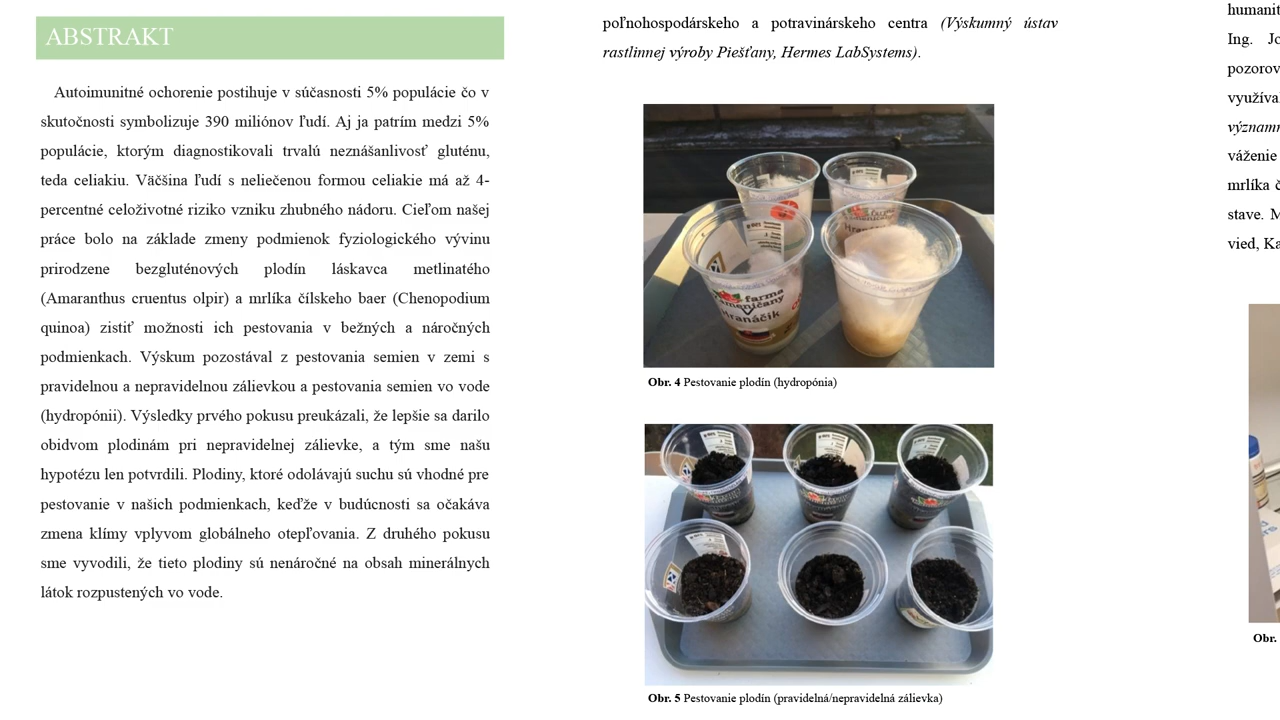 ABSTRAKT
Autoimunitné ochorenie postihuje v súčasnosti 5% populácie čo v
skutočnosti symbolizuje 390 miliónov ľudí. Aj ja patrím medzi 5%
populácie, ktorým diagnostikovali trvalú neznášanlivosť gluténu,
teda celiakiu. Väčšina ľudí s neliečenou formou celiakie má až 4-
percentné celoživotné riziko vzniku zhubného nádoru. Cieľom našej
práce bolo na základe zmeny podmienok fyziologického vývinu
prirodzene bezgluténových plodín láskavca metlinatého
(Amaranthus cruentus olpir) a mrlíka čílskeho baer (Chenopodium
quinoa) zistiť možnosti ich pestovania v bežných a náročných
podmienkach. Výskum pozostával z pestovania semien v zemi s
pravidelnou a nepravidelnou zálievkou a pestovania semien vo vode
(hydropónii). Výsledky prvého pokusu preukázali, že lepšie sa darilo
obidvom plodinám pri nepravidelnej zálievke, a tým sme našu
hypotézu len potvrdili. Plodiny, ktoré odolávajú suchu sú vhodné pre
pestovanie v našich podmienkach, keďže v budúcnosti sa očakáva
zmena klímy vplyvom globálneho otepľovania. Z druhého pokusu
sme vyvodili, že tieto plodiny sú nenáročné na obsah minerálnych
látok rozpustených vo vode.
poľnohospodárskeho a potravinárskeho centra (Výskumný ústav
rastlinnej výroby Piešťany, Hermes LabSystems).
farma
Hranáčik
Obr. 4 Pestovanie plodín (hydropónia)
Obr. 5 Pestovanie plodín (pravidelná/nepravidelná zálievka)
humanit
Ing. Jo
pozorov
využíval
význam
váženie
mrlíka č
stave. M
vied, Ka
Obr.